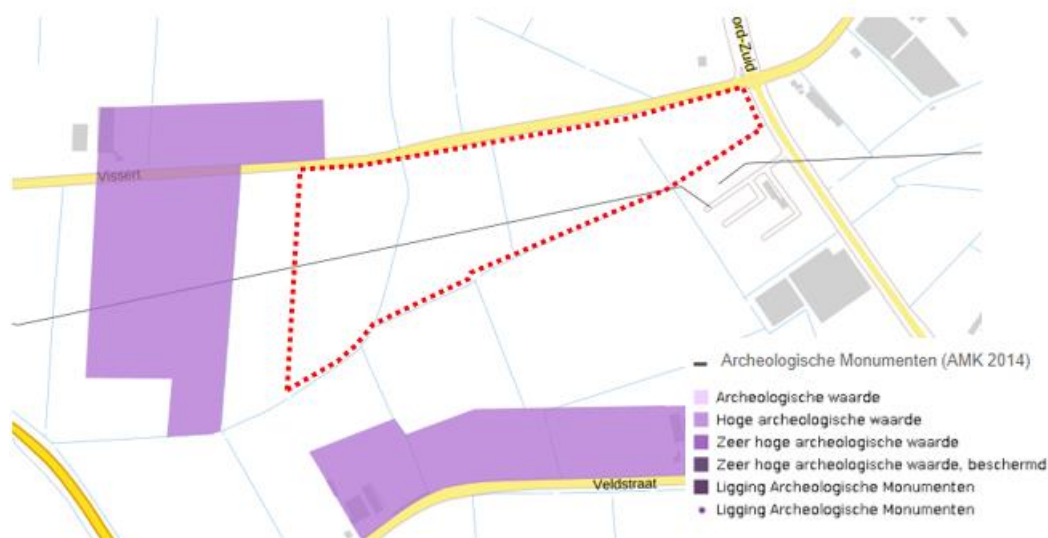 ord-Zuid
Vissert
Veldstraat
Archeologische Monumenten (AMK 2014)
Archeologische waarde
Hoge archeologische waarde
Zeer hoge archeologische waarde
Zeer hoge archeologische waarde, beschermd
Ligging Archeologische Monumenten
Ligging Archeologische Monumenten